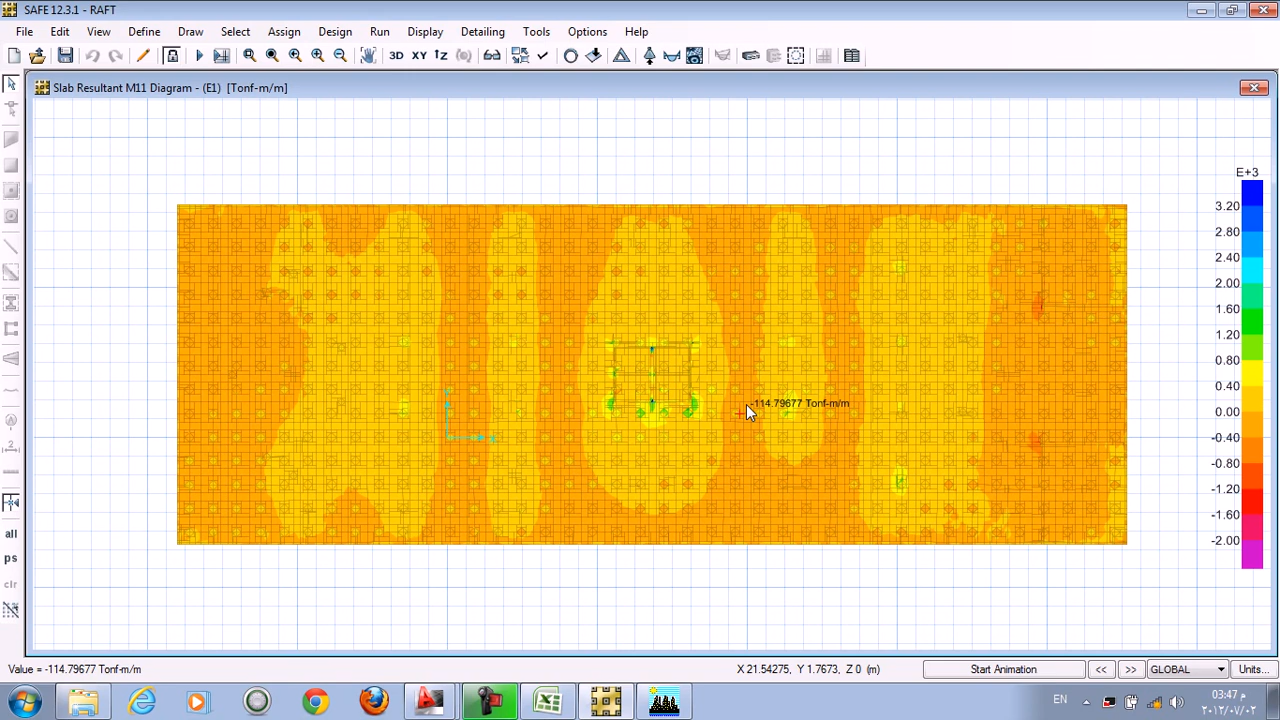 SAFE 12.3.1 - RAFT
File Edit View Define Draw Select Assign Design Run Display Detailing Tools Options Help
3D XY
Slab Resultant M11 Diagram - (E1) [Tonf-m/m]
E+3
3.20
2.80
2.40
2.00
1.60
1.20
0.80
0.40
0.00
-0.40
-0.80
-1.20
-1.60
-2.00
-114.79677 Tonf-m/m
all
ps
clr
Value = -114.79677 Tonf-m/m
X 21.54275, Y 1.7673, Z 0 (m)
Start Animation
<<
>>
GLOBAL
Units...
EN
م 03:47
٢٠١٢/٠٧/٠٢